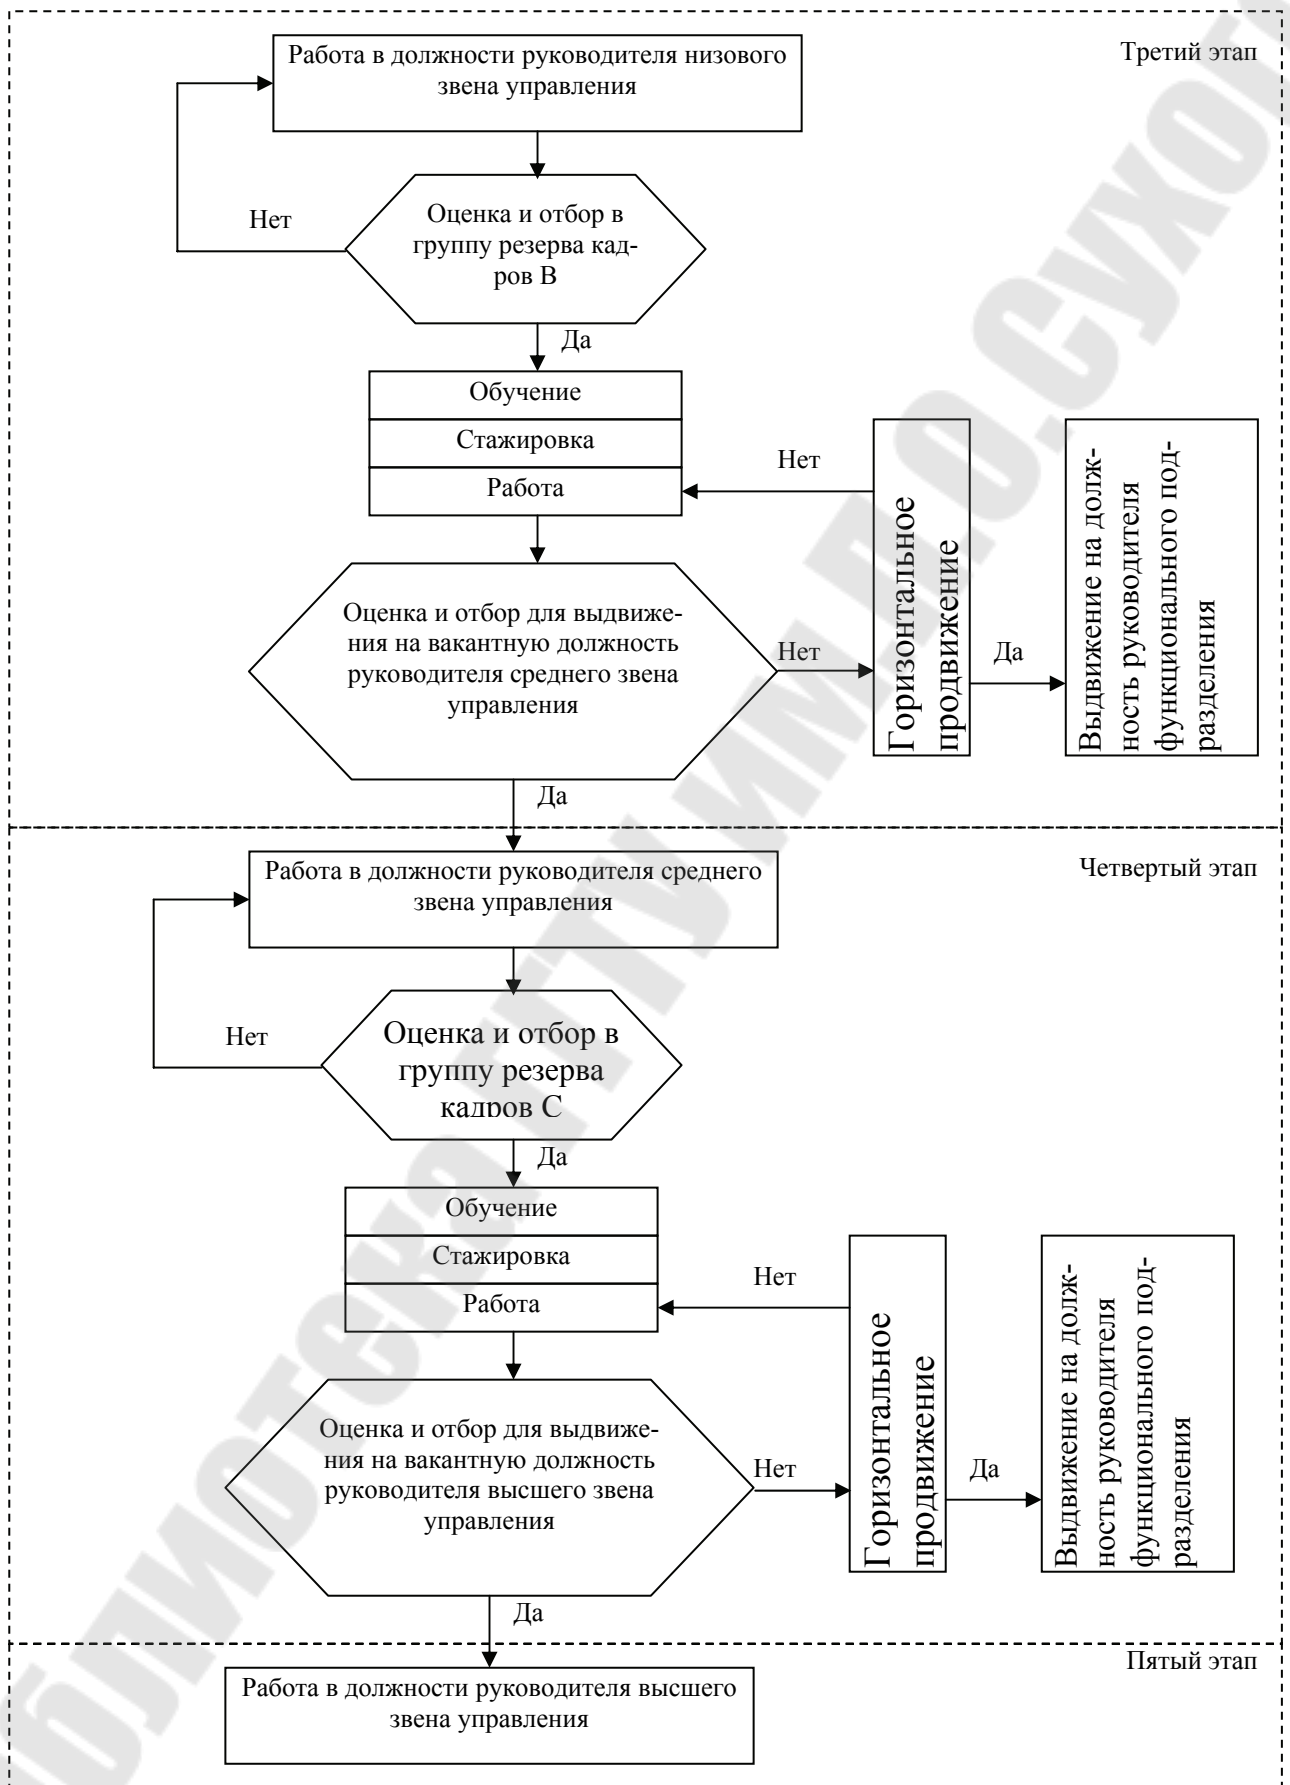 Третий этап
Работа в должности руководителя низового
звена управления
Нет
Оценка и отбор в
группу резерва кад-
ров В
Да
Обучение
Стажировка
Работа
Нет
Оценка и отбор для выдвиже-
ния на вакантную должность
руководителя среднего звена
управления
Нет
Горизонтальное
продвижение
Да
Выдвижение на долж-
ность руководителя
функционального под-
разделения
Да
Четвертый этап
Работа в должности руководителя среднего
звена управления
Нет
Оценка и отбор в
группу резерва
кадров С
Да
Обучение
Стажировка
Работа
Нет
Оценка и отбор для выдвиже-
ния на вакантную должность
руководителя высшего звена
управления
Нет
Горизонтальное
продвижение
Да
Выдвижение на долж-
ность руководителя
функционального под-
разделения
Да
Пятый этап
Работа в должности руководителя высшего
звена управления
ГГТУ им.П.О.Сухог